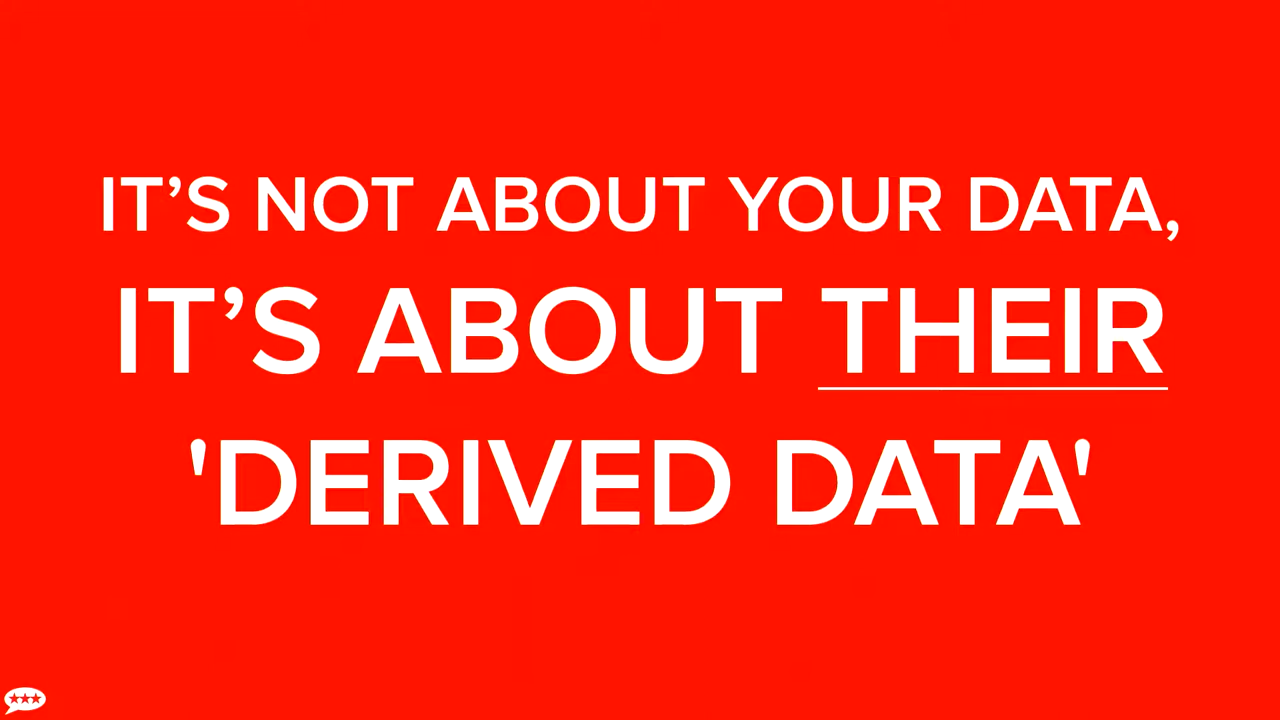 IT’S NOT ABOUT YOUR DATA,
IT’S ABOUT THEIR
'DERIVED DATA'